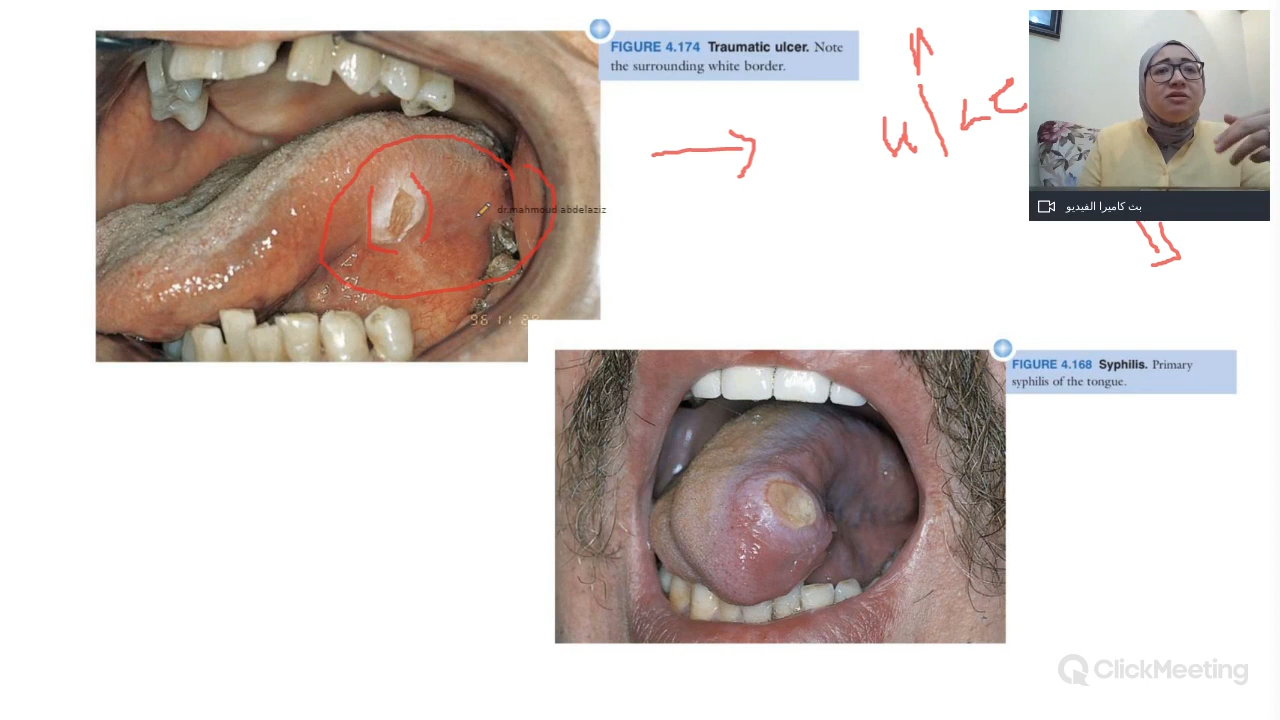 FIGURE 4.174 Traumatic ulcer. Note
the surrounding white border.
dr.mahmoud.abdelaziz
بث كاميرا الفيديو
FIGURE 4.168 Syphilis. Primary
syphilis of the tongue.
ClickMeeting